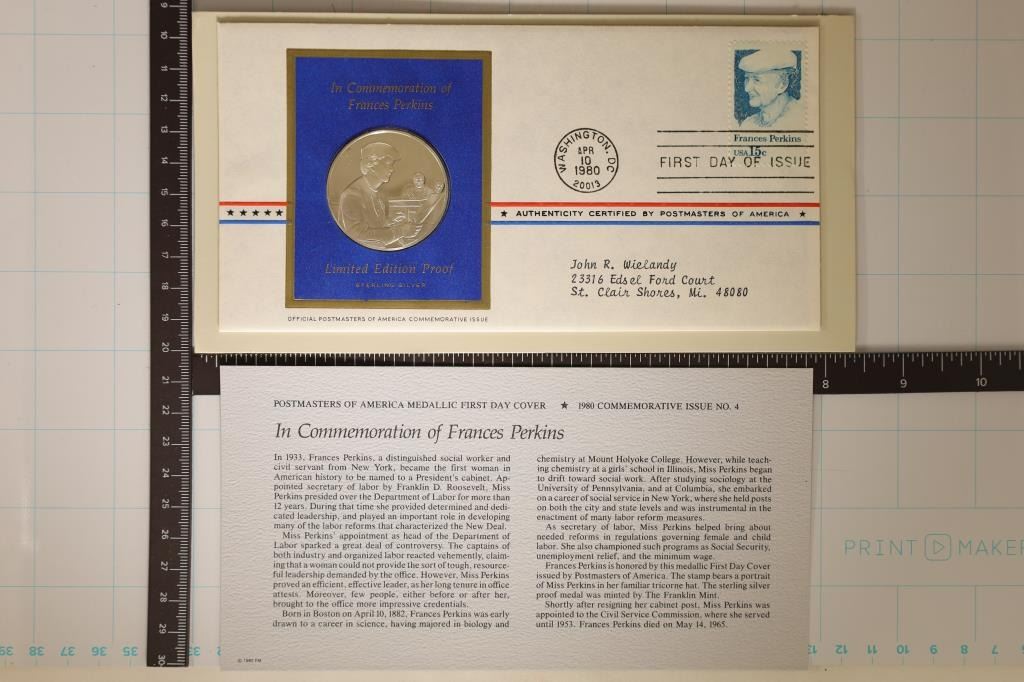 In Commemoration of
Frances Perkins
Limited Edition Proof
STERLING SILVER
OFFICIAL POSTMASTERS OF AMERICA COMMEMORATIVE ISSUE
WASHINGTON, DC
APR
10
1980
20013
Frances Perkins
USA 15c
FIRST DAY OF ISSUE
★ ★ ★ ★ ★
★ AUTHENTICITY CERTIFIED BY POSTMASTERS OF AMERICA ★
John R. Wielandy
23316 Edsel Ford Court
St. Clair Shores, Mi. 48080
8 9 10
POSTMASTERS OF AMERICA MEDALLIC FIRST DAY COVER ★ 1980 COMMEMORATIVE ISSUE NO. 4
In Commemoration of Frances Perkins
In 1933, Frances Perkins, a distinguished social worker and
civil servant from New York, became the first woman in
American history to be named to a President's cabinet. Ap-
pointed secretary of labor by Franklin D. Roosevelt, Miss
Perkins presided over the Department of Labor for more than
12 years. During that time she provided determined and dedi-
cated leadership, and played an important role in developing
many of the labor reforms that characterized the New Deal.
Miss Perkins' appointment as head of the Department of
Labor sparked a great deal of controversy. The captains of
both industry and organized labor reacted vehemently, claim-
ing that a woman could not provide the sort of tough, resource-
ful leadership demanded by the office. However, Miss Perkins
proved an efficient, effective leader, as her long tenure in office
attests. Moreover, few people, either before or after her,
brought to the office more impressive credentials.
Born in Boston on April 10, 1882, Frances Perkins was early
drawn to a career in science, having majored in biology and
chemistry at Mount Holyoke College. However, while teach-
ing chemistry at a girls' school in Illinois, Miss Perkins began
to drift toward social work. After studying sociology at the
University of Pennsylvania, and at Columbia, she embarked
on a career of social service in New York, where she held posts
on both the city and state levels and was instrumental in the
enactment of many labor reform measures.
As secretary of labor, Miss Perkins helped bring about
needed reforms in regulations governing female and child
labor. She also championed such programs as Social Security,
unemployment relief, and the minimum wage.
Frances Perkins is honored by this medallic First Day Cover
issued by Postmasters of America. The stamp bears a portrait
of Miss Perkins in her familiar tricorne hat. The sterling silver
proof medal was minted by The Franklin Mint.
Shortly after resigning her cabinet post, Miss Perkins was
appointed to the Civil Service Commission, where she served
until 1953. Frances Perkins died on May 14, 1965.
© 1980 FM
PRINT MAKER